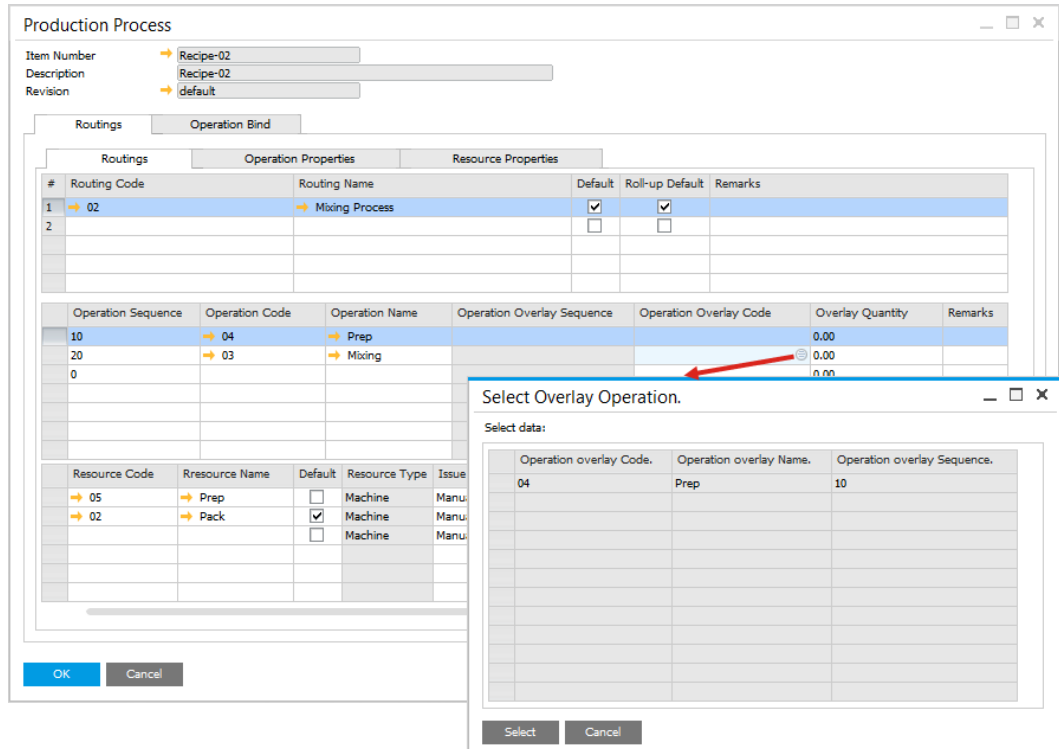 Production Process
Item Number Recipe-02
Description Recipe-02
Revision default
Routings Operation Bind
Routings Operation Properties Resource Properties
# Routing Code Routing Name Default Roll-up Default Remarks
1 02 Mixing Process
2
Operation Sequence Operation Code Operation Name Operation Overlay Sequence Operation Overlay Code Overlay Quantity Remarks
10 04 Prep 0.00
20 03 Mixing 0.00
0 0.00
Select Overlay Operation.
Select data:
Operation overlay Code. Operation overlay Name. Operation overlay Sequence.
04 Prep 10
Resource Code Rresource Name Default Resource Type Issue
05 Prep Machine Manu
02 Pack Machine Manu
Machine Manu
OK Cancel
Select Cancel